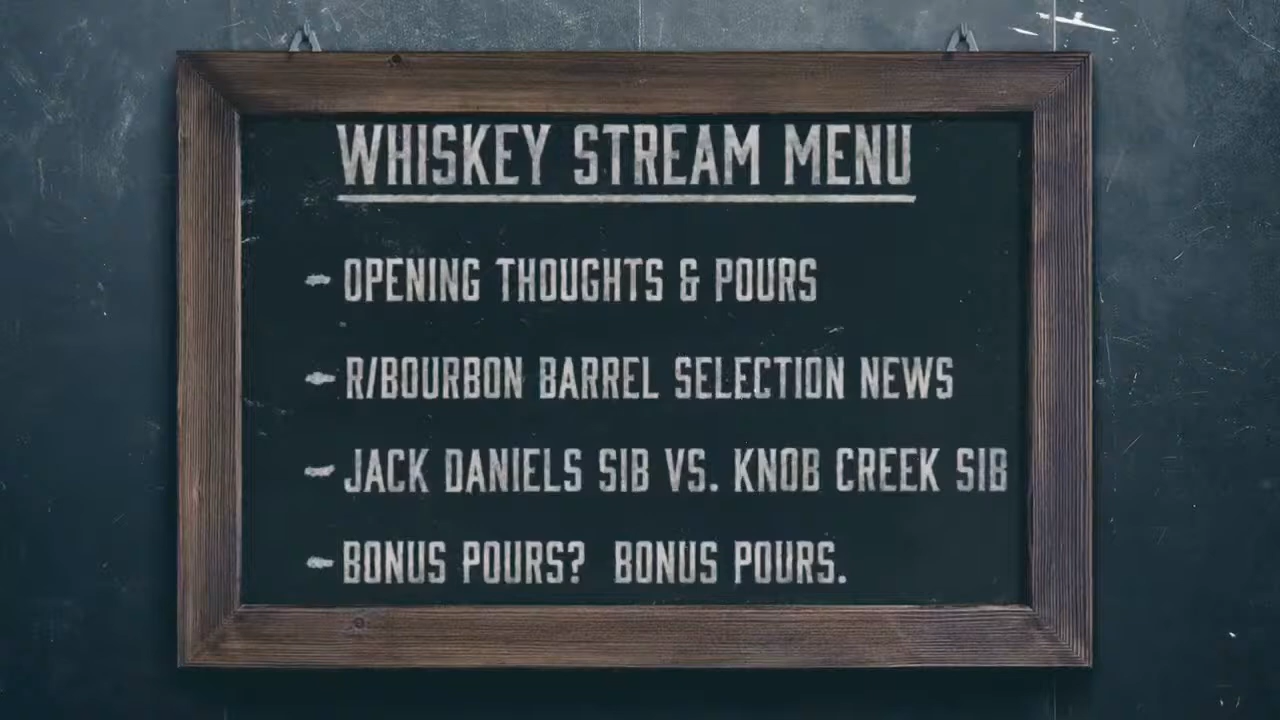 WHISKEY STREAM MENU
- OPENING THOUGHTS & POURS
- R/BOURBON BARREL SELECTION NEWS
- JACK DANIELS SIB VS. KNOB CREEK SIB
- BONUS POURS? BONUS POURS.